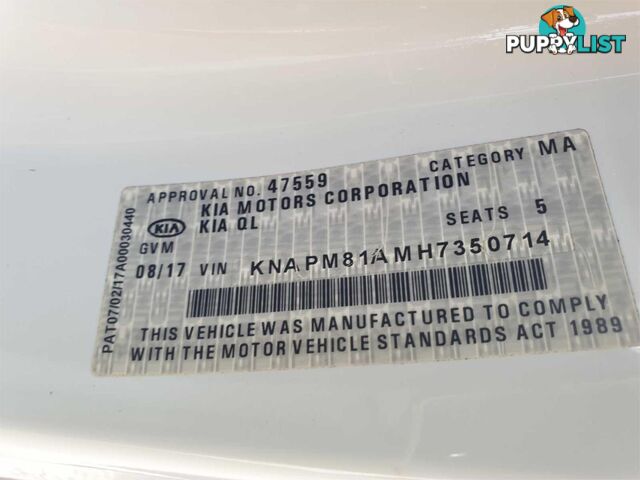 PUPPYLIST
APPROVAL NO. 47559 CATEGORY MA
KIA MOTORS CORPORATION
KIA KIA QL SEATS 5
GVM
08/17 VIN KNAPM81AMH7350714
THIS VEHICLE WAS MANUFACTURED TO COMPLY
WITH THE MOTOR VEHICLE STANDARDS ACT 1989
PAT07/02/17A00030440